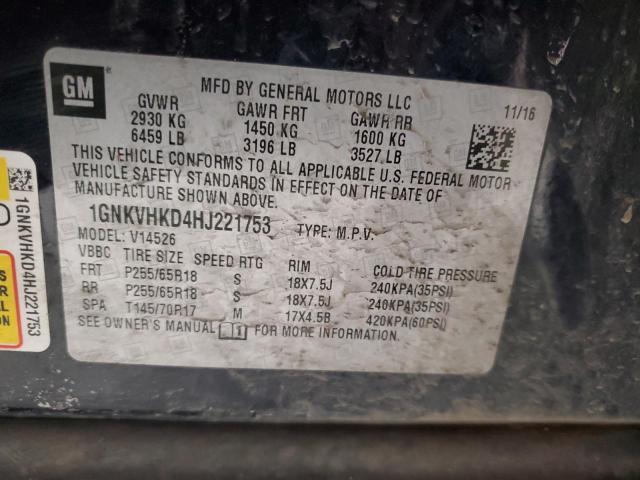 GM
MFD BY GENERAL MOTORS LLC
11/16
GVWR GAWR FRT GAWR RR
2930 KG 1450 KG 1600 KG
6459 LB 3196 LB 3527 LB
THIS VEHICLE CONFORMS TO ALL APPLICABLE U.S. FEDERAL MOTOR
VEHICLE SAFETY STANDARDS IN EFFECT ON THE DATE OF
MANUFACTURE SHOWN ABOVE.
1GNKVHKD4HJ221753 TYPE: M.P.V.
MODEL: V14526
VBBC TIRE SIZE SPEED RTG RIM COLD TIRE PRESSURE
FRT P255/65R18 S 18X7.5J 240KPA(35PSI)
RR P255/65R18 S 18X7.5J 240KPA(35PSI)
SPA T145/70R17 M 17X4.5B 420KPA(60PSI)
SEE OWNER'S MANUAL FOR MORE INFORMATION.
1GNKVHKD4HJ221753